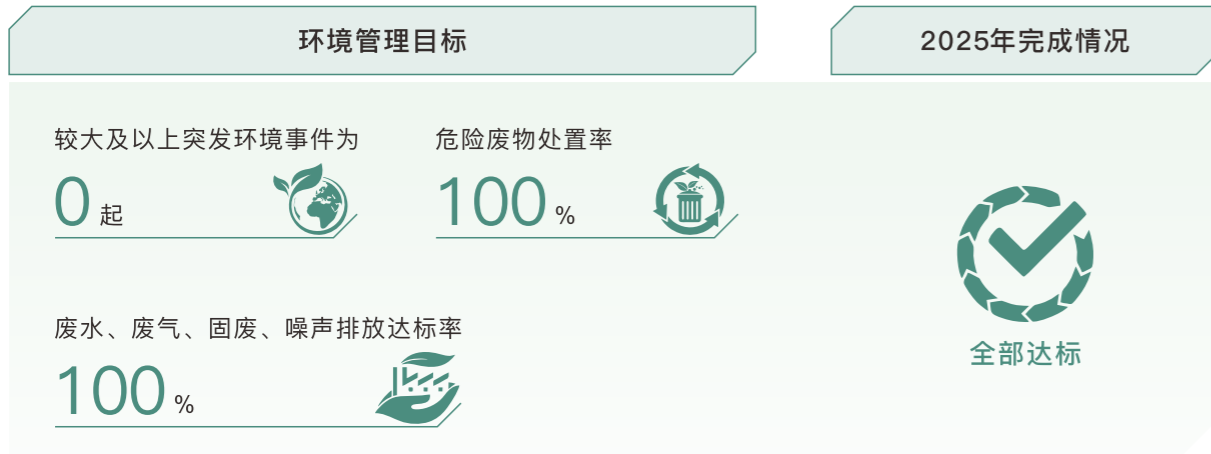 环境管理目标
2025年完成情况
较大及以上突发环境事件为
0 起
危险废物处置率
100 %
废水、废气、固废、噪声排放达标率
100 %
全部达标